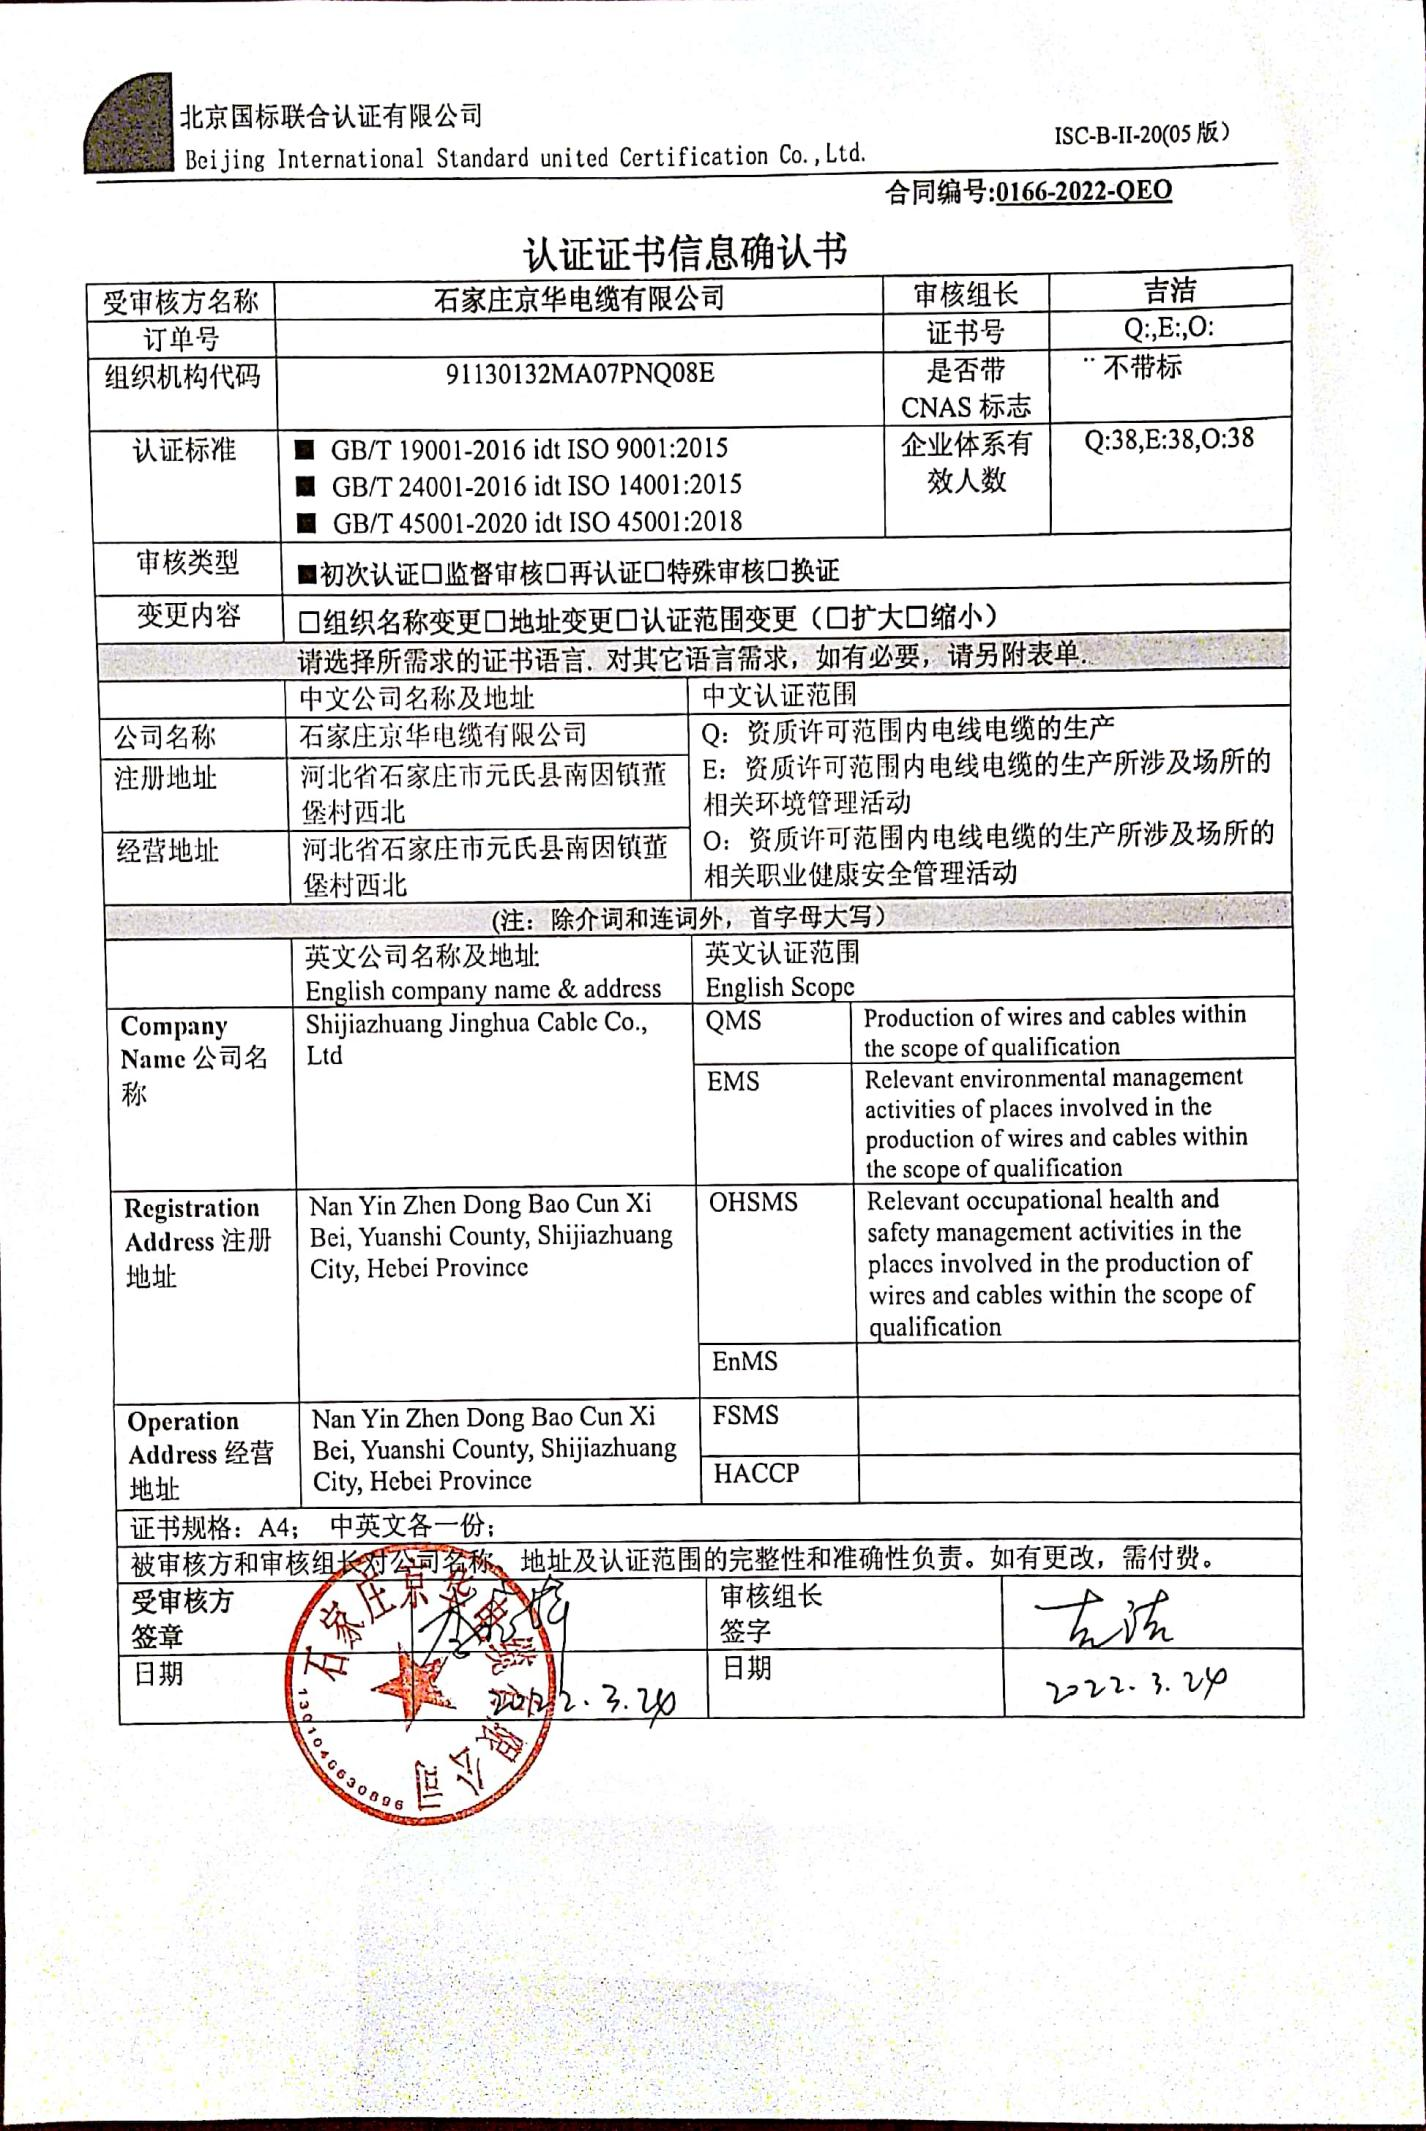 北京国标联合认证有限公司
Beijing International Standard united Certification Co.,Ltd.
ISC-B-II-20(05 版)
合同编号:0166-2022-QEO
认证证书信息确认书
受审核方名称 石家庄京华电缆有限公司 审核组长 吉洁
订单号 证书号 Q:,E:,O:
组织机构代码 91130132MA07PNQ08E 是否带 ¨ 不带标
CNAS 标志
认证标准 ■ GB/T 19001-2016 idt ISO 9001:2015 企业体系有 Q:38,E:38,O:38
■ GB/T 24001-2016 idt ISO 14001:2015 效人数
■ GB/T 45001-2020 idt ISO 45001:2018
审核类型 ■初次认证□监督审核□再认证□特殊审核□换证
变更内容 □组织名称变更□地址变更□认证范围变更（□扩大□缩小）
请选择所需求的证书语言. 对其它语言需求，如有必要，请另附表单.
中文公司名称及地址 中文认证范围
公司名称 石家庄京华电缆有限公司
注册地址 河北省石家庄市元氏县南因镇董
堡村西北
经营地址 河北省石家庄市元氏县南因镇董
堡村西北
Q：资质许可范围内电线电缆的生产
E：资质许可范围内电线电缆的生产所涉及场所的
相关环境管理活动
O：资质许可范围内电线电缆的生产所涉及场所的
相关职业健康安全管理活动
(注：除介词和连词外，首字母大写)
英文公司名称及地址 英文认证范围
English company name & address English Scope
Company
Name 公司名
称
Shijiazhuang Jinghua Cable Co.,
Ltd
QMS
Production of wires and cables within
the scope of qualification
EMS
Relevant environmental management
activities of places involved in the
production of wires and cables within
the scope of qualification
Registration
Address 注册
地址
Nan Yin Zhen Dong Bao Cun Xi
Bei, Yuanshi County, Shijiazhuang
City, Hebei Province
OHSMS
Relevant occupational health and
safety management activities in the
places involved in the production of
wires and cables within the scope of
qualification
EnMS
Operation
Address 经营
地址
Nan Yin Zhen Dong Bao Cun Xi
Bei, Yuanshi County, Shijiazhuang
City, Hebei Province
FSMS
HACCP
证书规格：A4； 中英文各一份；
被审核方和审核组长对公司名称、地址及认证范围的完整性和准确性负责。如有更改，需付费。
受审核方
签章
审核组长
签字
吉洁
日期 2022.3.24 日期 2022.3.24
石家庄京华电缆有限公司
1301046630896